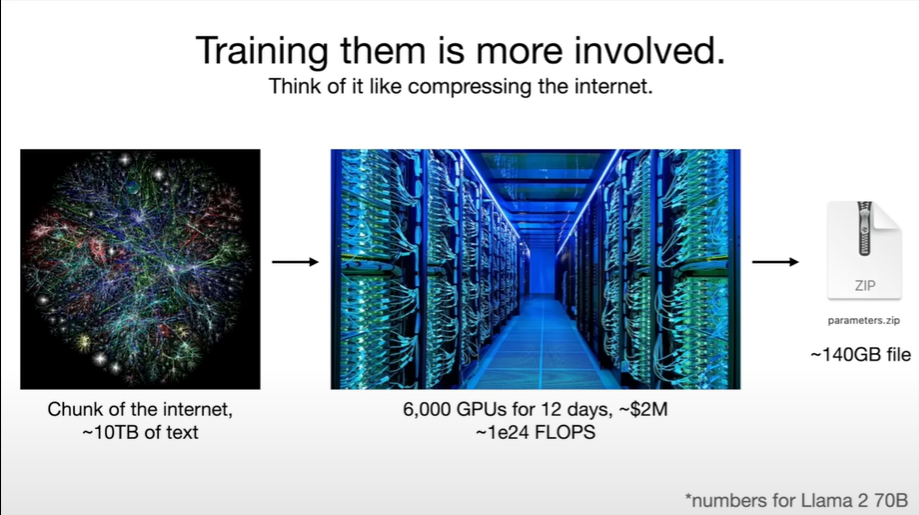 Training them is more involved.
Think of it like compressing the internet.
ZIP
parameters.zip
~140GB file
Chunk of the internet,
~10TB of text
6,000 GPUs for 12 days, ~$2M
~1e24 FLOPS
*numbers for Llama 2 70B